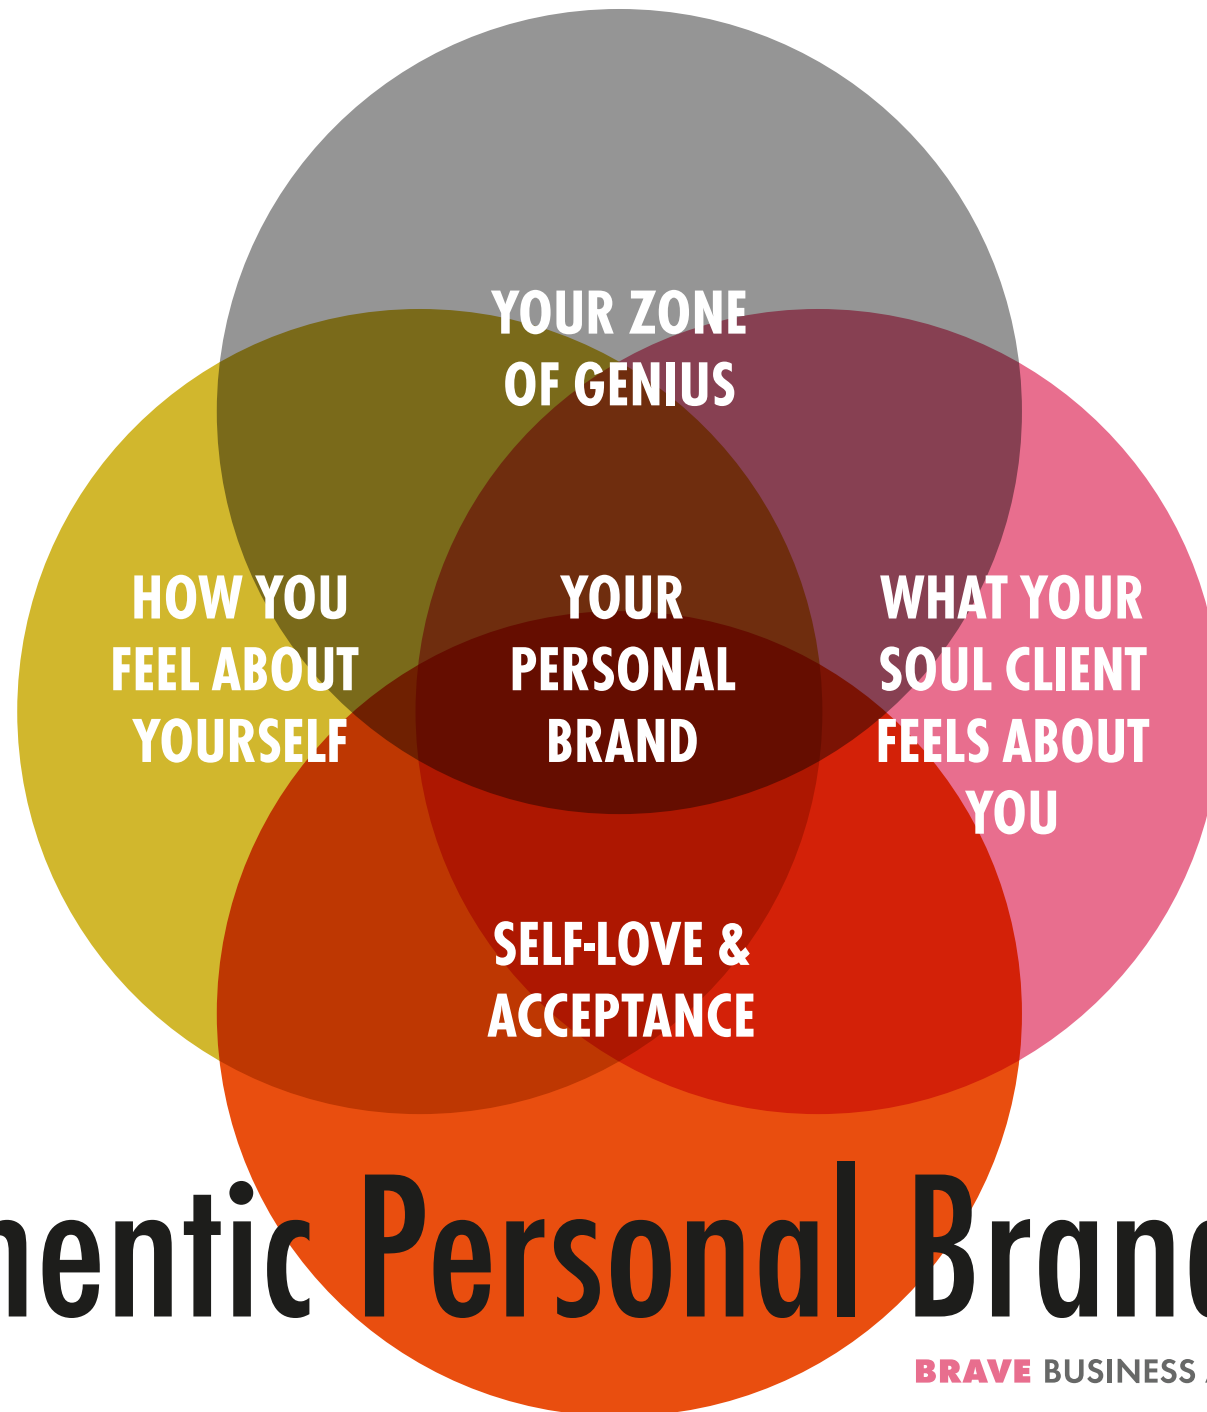 YOUR ZONE
OF GENIUS
HOW YOU
FEEL ABOUT
YOURSELF
YOUR
PERSONAL
BRAND
WHAT YOUR
SOUL CLIENT
FEELS ABOUT
YOU
SELF-LOVE &
ACCEPTANCE
Personal
BRAVE BUSINESS